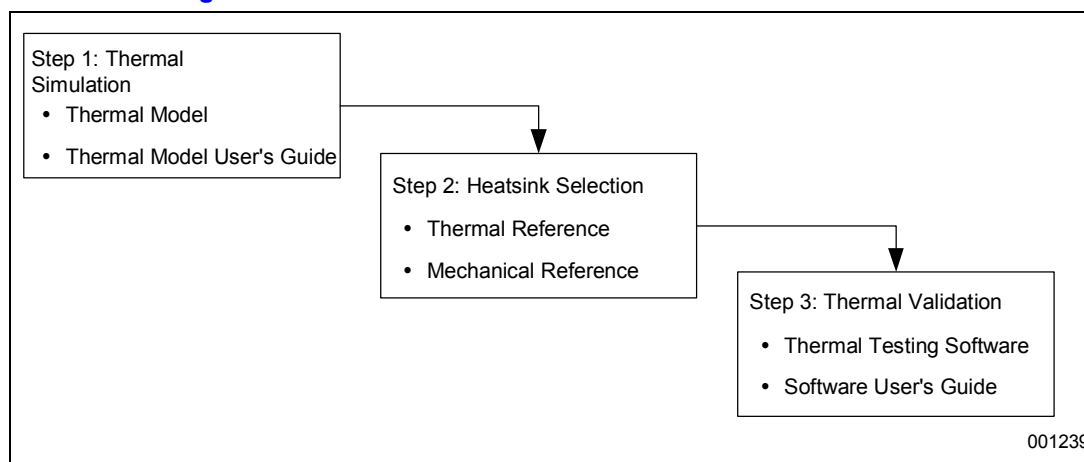 Step 1: Thermal
Simulation
• Thermal Model
• Thermal Model User's Guide
Step 2: Heatsink Selection
• Thermal Reference
• Mechanical Reference
Step 3: Thermal Validation
• Thermal Testing Software
• Software User's Guide
001239